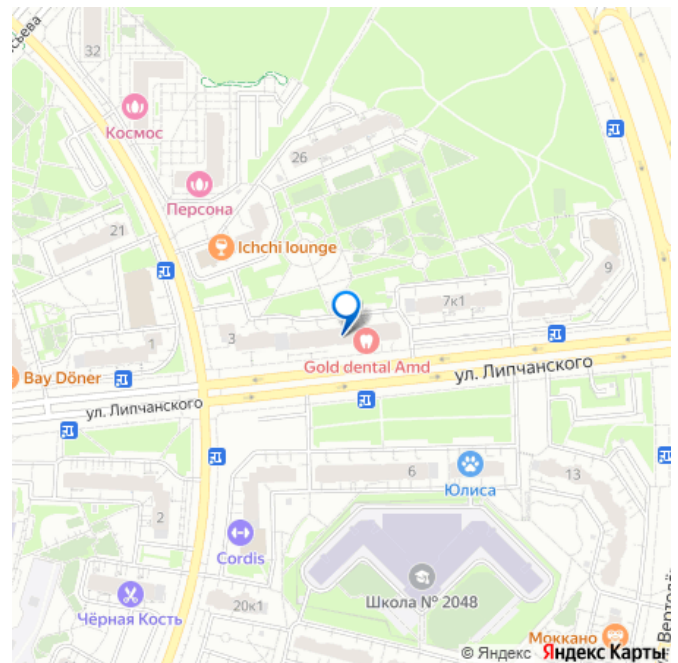 32
Космос
26
Персона
21
Ichchi lounge
9
7к1
3
1
Gold dental Amd
Bay Döner
ул. Липчанского
ул. Липчанского
6
Юлиса
13
2
Cordis
Школа № 2048
20к1
Чёрная Кость
Моккано
© Яндекс Яндекс Карты